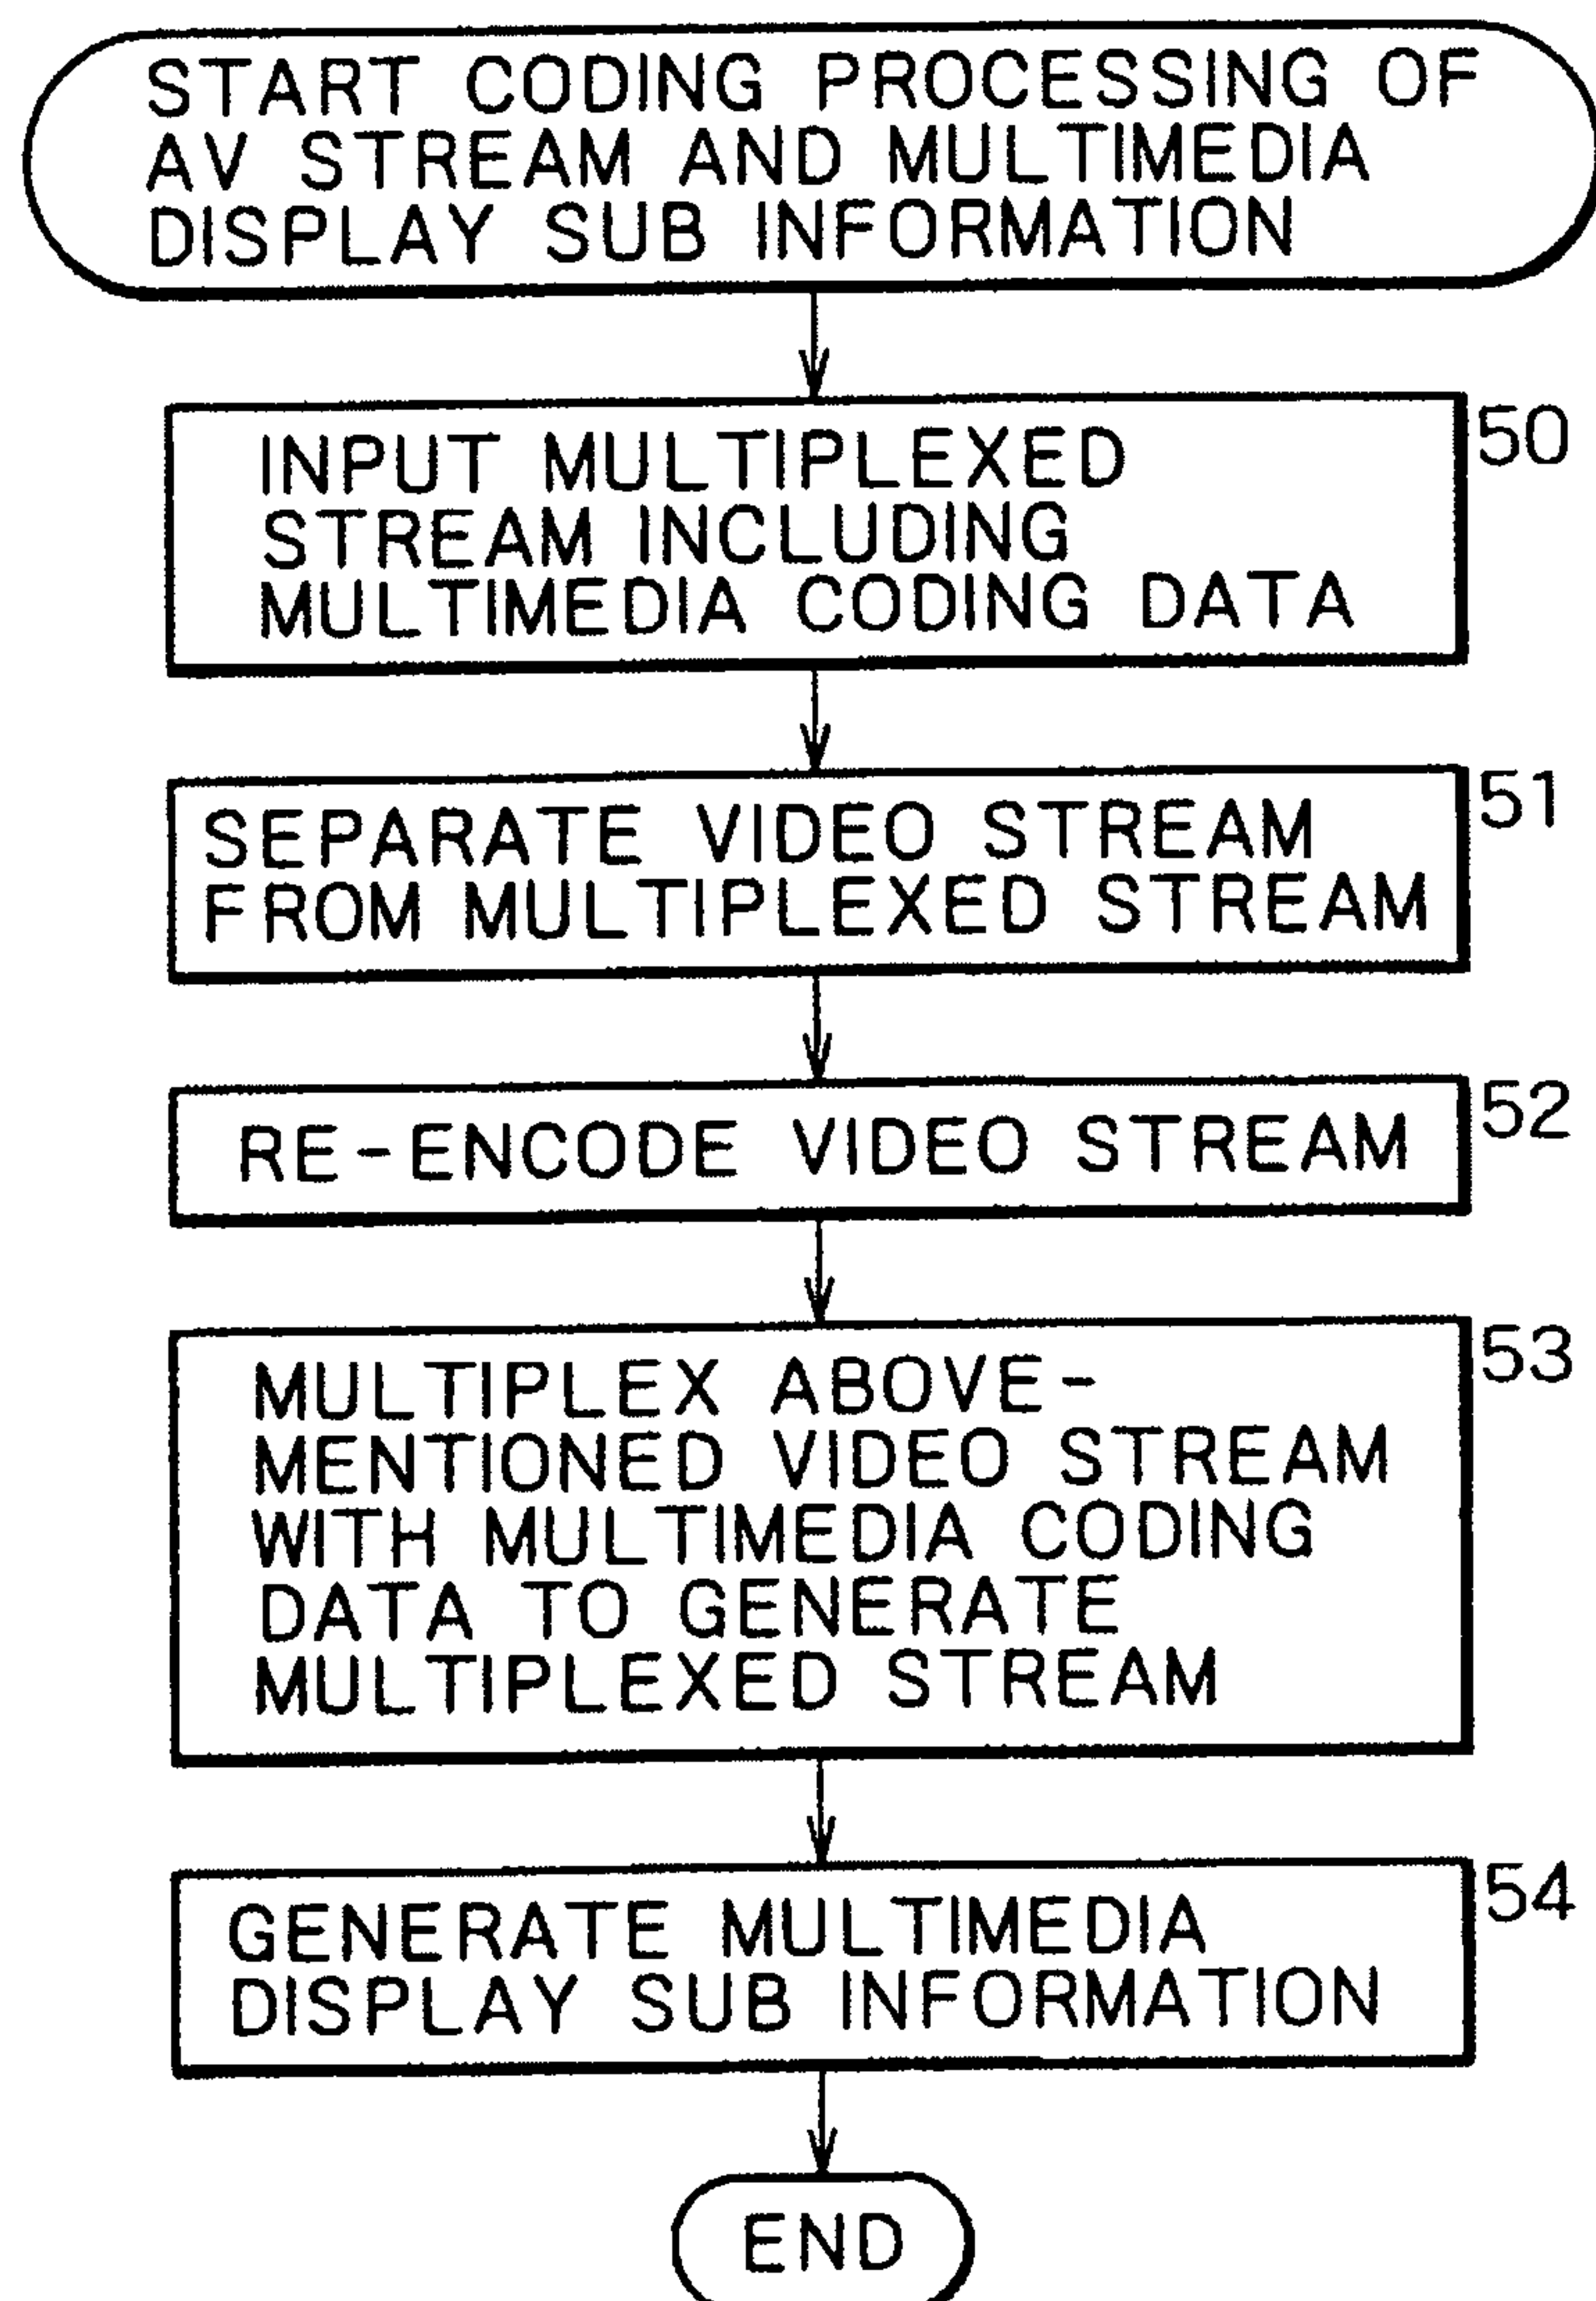 START CODING PROCESSING OF
AV STREAM AND MULTIMEDIA
DISPLAY SUB INFORMATION
INPUT MULTIPLEXED
STREAM INCLUDING
MULTIMEDIA CODING DATA
50
SEPARATE VIDEO STREAM
FROM MULTIPLEXED STREAM
51
RE-ENCODE VIDEO STREAM
52
MULTIPLEX ABOVE-
MENTIONED VIDEO STREAM
WITH MULTIMEDIA CODING
DATA TO GENERATE
MULTIPLEXED STREAM
53
GENERATE MULTIMEDIA
DISPLAY SUB INFORMATION
54
END